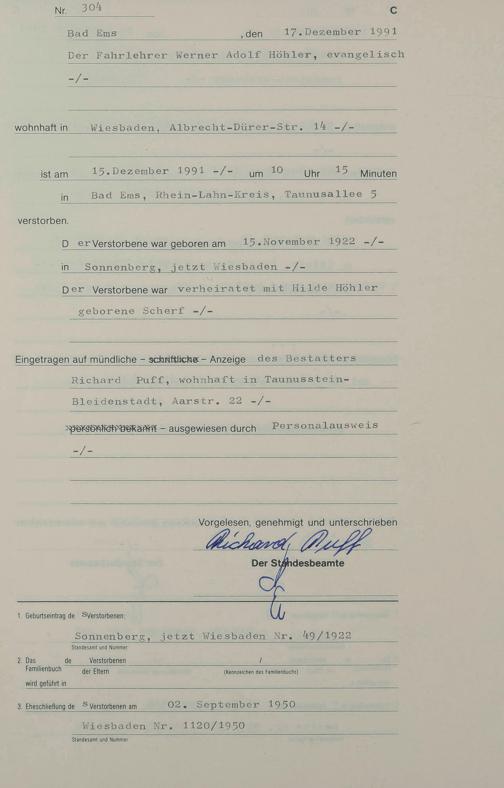 Nr. 304 C
Bad Ems , den 17.Dezember 1991
Der Fahrlehrer Werner Adolf Höhler, evangelisch
-/-
wohnhaft in Wiesbaden, Albrecht-Dürer-Str. 14 -/-
ist am 15.Dezember 1991 -/- um 10 Uhr 15 Minuten
in Bad Ems, Rhein-Lahn-Kreis, Taunusallee 5
verstorben.
D er Verstorbene war geboren am 15.November 1922 -/-
in Sonnenberg, jetzt Wiesbaden -/-
Der Verstorbene war verheiratet mit Hilde Höhler
geborene Scherf -/-
Eingetragen auf mündliche – schriftliche – Anzeige des Bestatters
Richard Puff, wohnhaft in Taunusstein-
Bleidenstadt, Aarstr. 22 -/-
persönlich bekannt – ausgewiesen durch Personalausweis
-/-
Vorgelesen, genehmigt und unterschrieben
Richard Puff
Der Standesbeamte
1. Geburtseintrag de s Verstorbenen:
Sonnenberg, jetzt Wiesbaden Nr. 49/1922
Standesamt und Nummer
2. Das de Verstorbenen /
Familienbuch der Eltern (Kennzeichen des Familienbuchs)
wird geführt in
3. Eheschließung de s Verstorbenen am 02. September 1950
Wiesbaden Nr. 1120/1950
Standesamt und Nummer